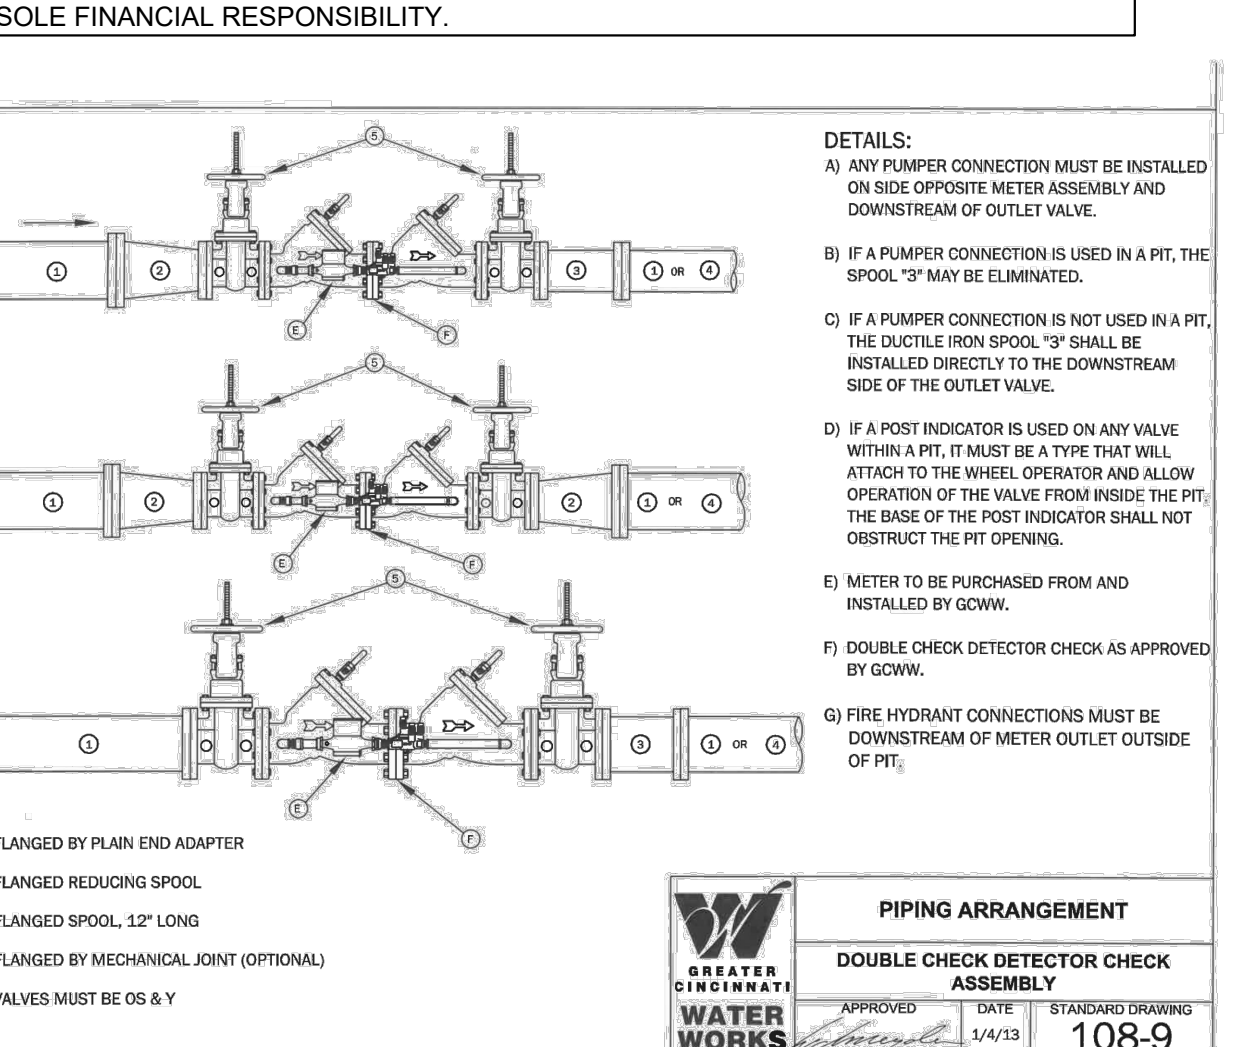 SOLE FINANCIAL RESPONSIBILITY.
5
1
2
3
1 OR 4
E
F
5
1
2
2
1 OR 4
E
F
5
1
3
1 OR 4
E
F
DETAILS:
A) ANY PUMPER CONNECTION MUST BE INSTALLED
ON SIDE OPPOSITE METER ASSEMBLY AND
DOWNSTREAM OF OUTLET VALVE.
B) IF A PUMPER CONNECTION IS USED IN A PIT, THE
SPOOL "3" MAY BE ELIMINATED.
C) IF A PUMPER CONNECTION IS NOT USED IN A PIT,
THE DUCTILE IRON SPOOL "3" SHALL BE
INSTALLED DIRECTLY TO THE DOWNSTREAM
SIDE OF THE OUTLET VALVE.
D) IF A POST INDICATOR IS USED ON ANY VALVE
WITHIN A PIT, IT MUST BE A TYPE THAT WILL
ATTACH TO THE WHEEL OPERATOR AND ALLOW
OPERATION OF THE VALVE FROM INSIDE THE PIT.
THE BASE OF THE POST INDICATOR SHALL NOT
OBSTRUCT THE PIT OPENING.
E) METER TO BE PURCHASED FROM AND
INSTALLED BY GCWW.
F) DOUBLE CHECK DETECTOR CHECK AS APPROVED
BY GCWW.
G) FIRE HYDRANT CONNECTIONS MUST BE
DOWNSTREAM OF METER OUTLET OUTSIDE
OF PIT.
FLANGED BY PLAIN END ADAPTER
FLANGED REDUCING SPOOL
FLANGED SPOOL, 12" LONG
FLANGED BY MECHANICAL JOINT (OPTIONAL)
VALVES MUST BE OS & Y
W
GREATER
CINCINNATI
WATER
WORKS
PIPING ARRANGEMENT
DOUBLE CHECK DETECTOR CHECK
ASSEMBLY
APPROVED
DATE
1/4/13
STANDARD DRAWING
108-9